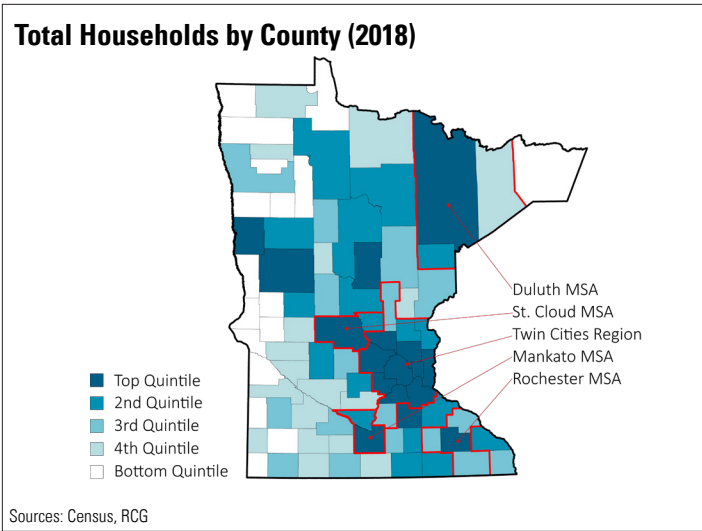 Total Households by County (2018)
Duluth MSA
St. Cloud MSA
Twin Cities Region
Mankato MSA
Rochester MSA
Top Quintile
2nd Quintile
3rd Quintile
4th Quintile
Bottom Quintile
Sources: Census, RCG